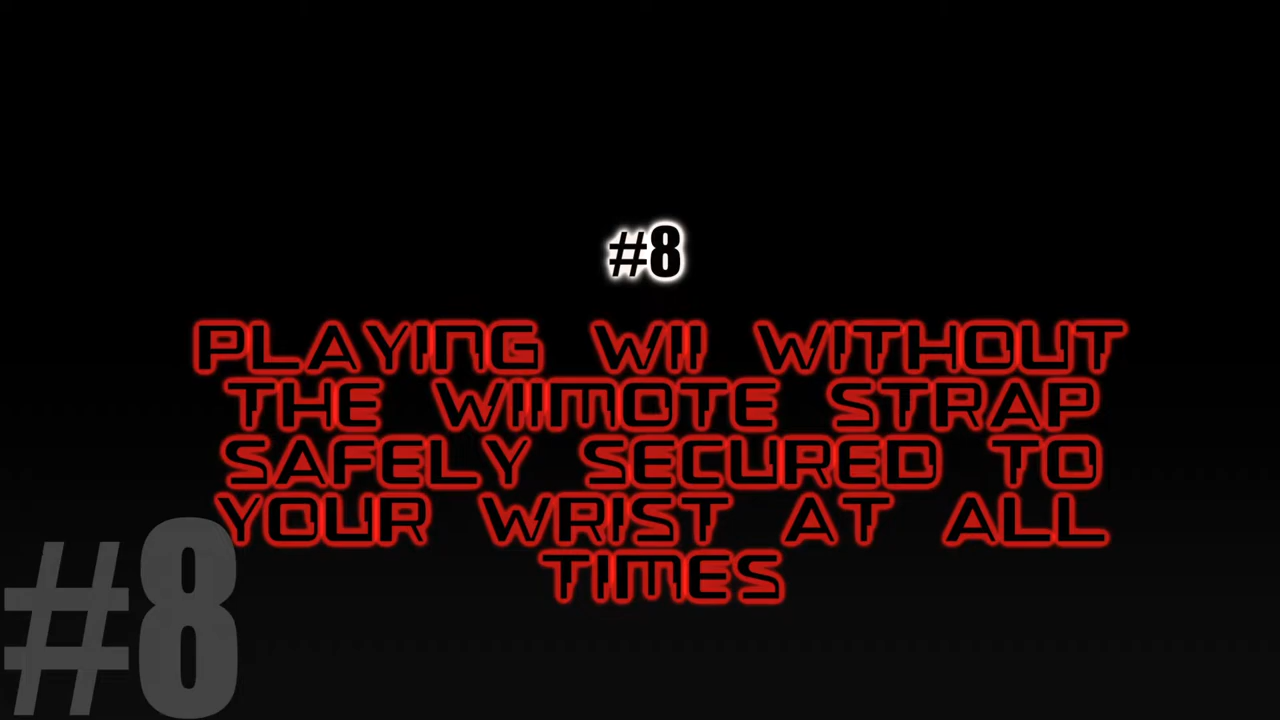 #8
PLAYING WII WITHOUT
THE WIIMOTE STRAP
SAFELY SECURED TO
YOUR WRIST AT ALL
TIMES
#8